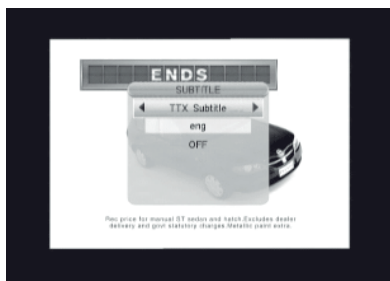 ENDS
SUBTITLE
TTX Subtitle
eng
OFF
Rec price for manual ST sedan and hatch.Excludes dealer
delivery and govt statutory charges.Metallic paint extra.